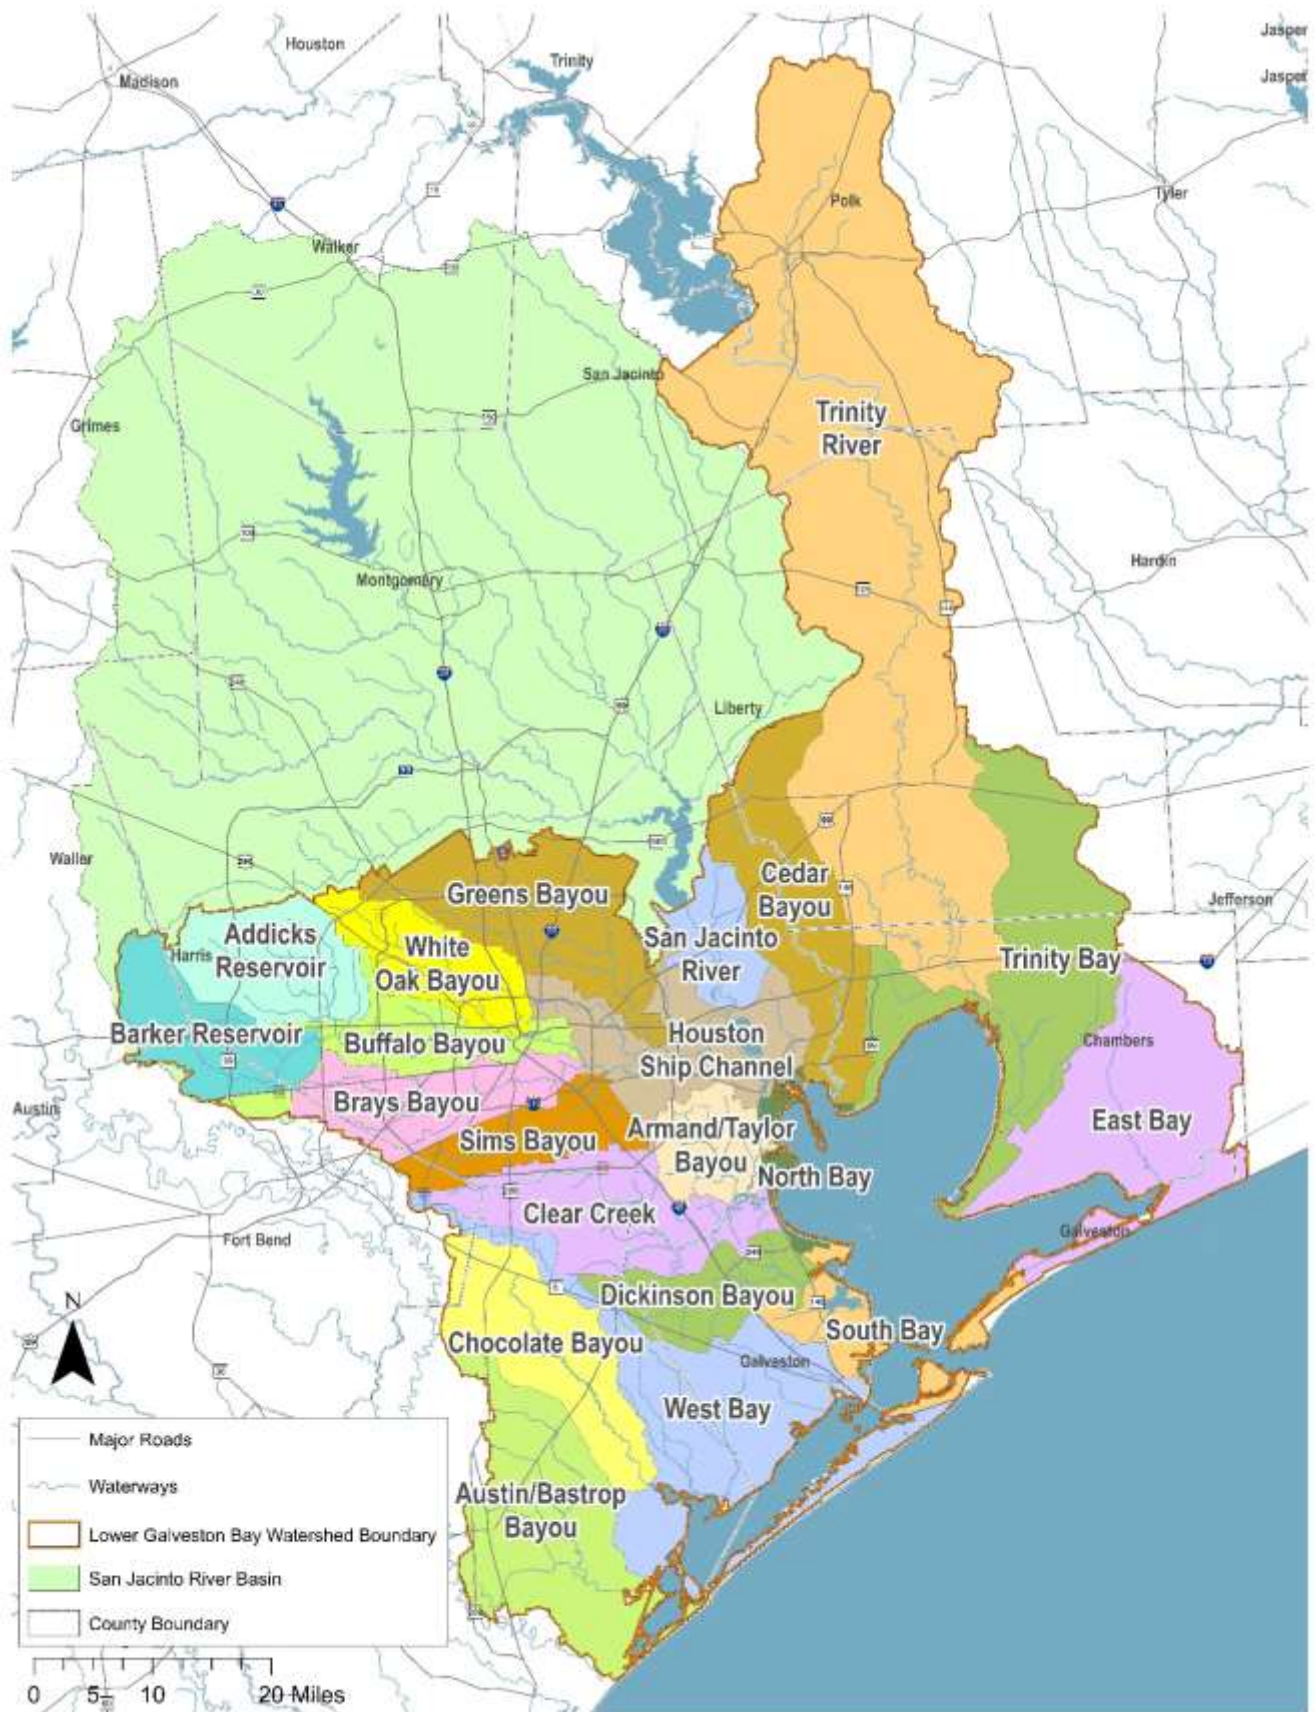 Houston
Trinity
Jasper
Jasper
Madison
Tyler
Polk
Walker
San Jacinto
Grimes
Trinity
River
Hardin
Montgomery
Liberty
Waller
Jefferson
Cedar
Bayou
Greens Bayou
Addicks
Reservoir
Harris
White
Oak Bayou
San Jacinto
River
Trinity Bay
Barker Reservoir
Buffalo Bayou
Houston
Ship Channel
Chambers
Austin
Brays Bayou
Sims Bayou
Armand/Taylor
Bayou
East Bay
North Bay
Clear Creek
Fort Bend
Galveston
Dickinson Bayou
South Bay
Chocolate Bayou
Galveston
West Bay
Austin/Bastrop
Bayou
N
Major Roads
Waterways
Lower Galveston Bay Watershed Boundary
San Jacinto River Basin
County Boundary
0 5 10 20 Miles